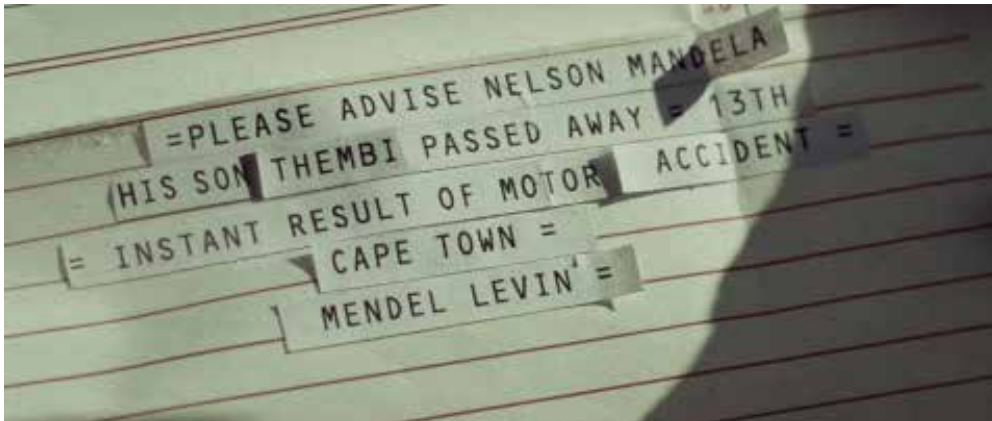 =PLEASE ADVISE NELSON MANDELA
HIS SON THEMBI PASSED AWAY = 13TH
= INSTANT RESULT OF MOTOR ACCIDENT =
CAPE TOWN =
MENDEL LEVIN' =